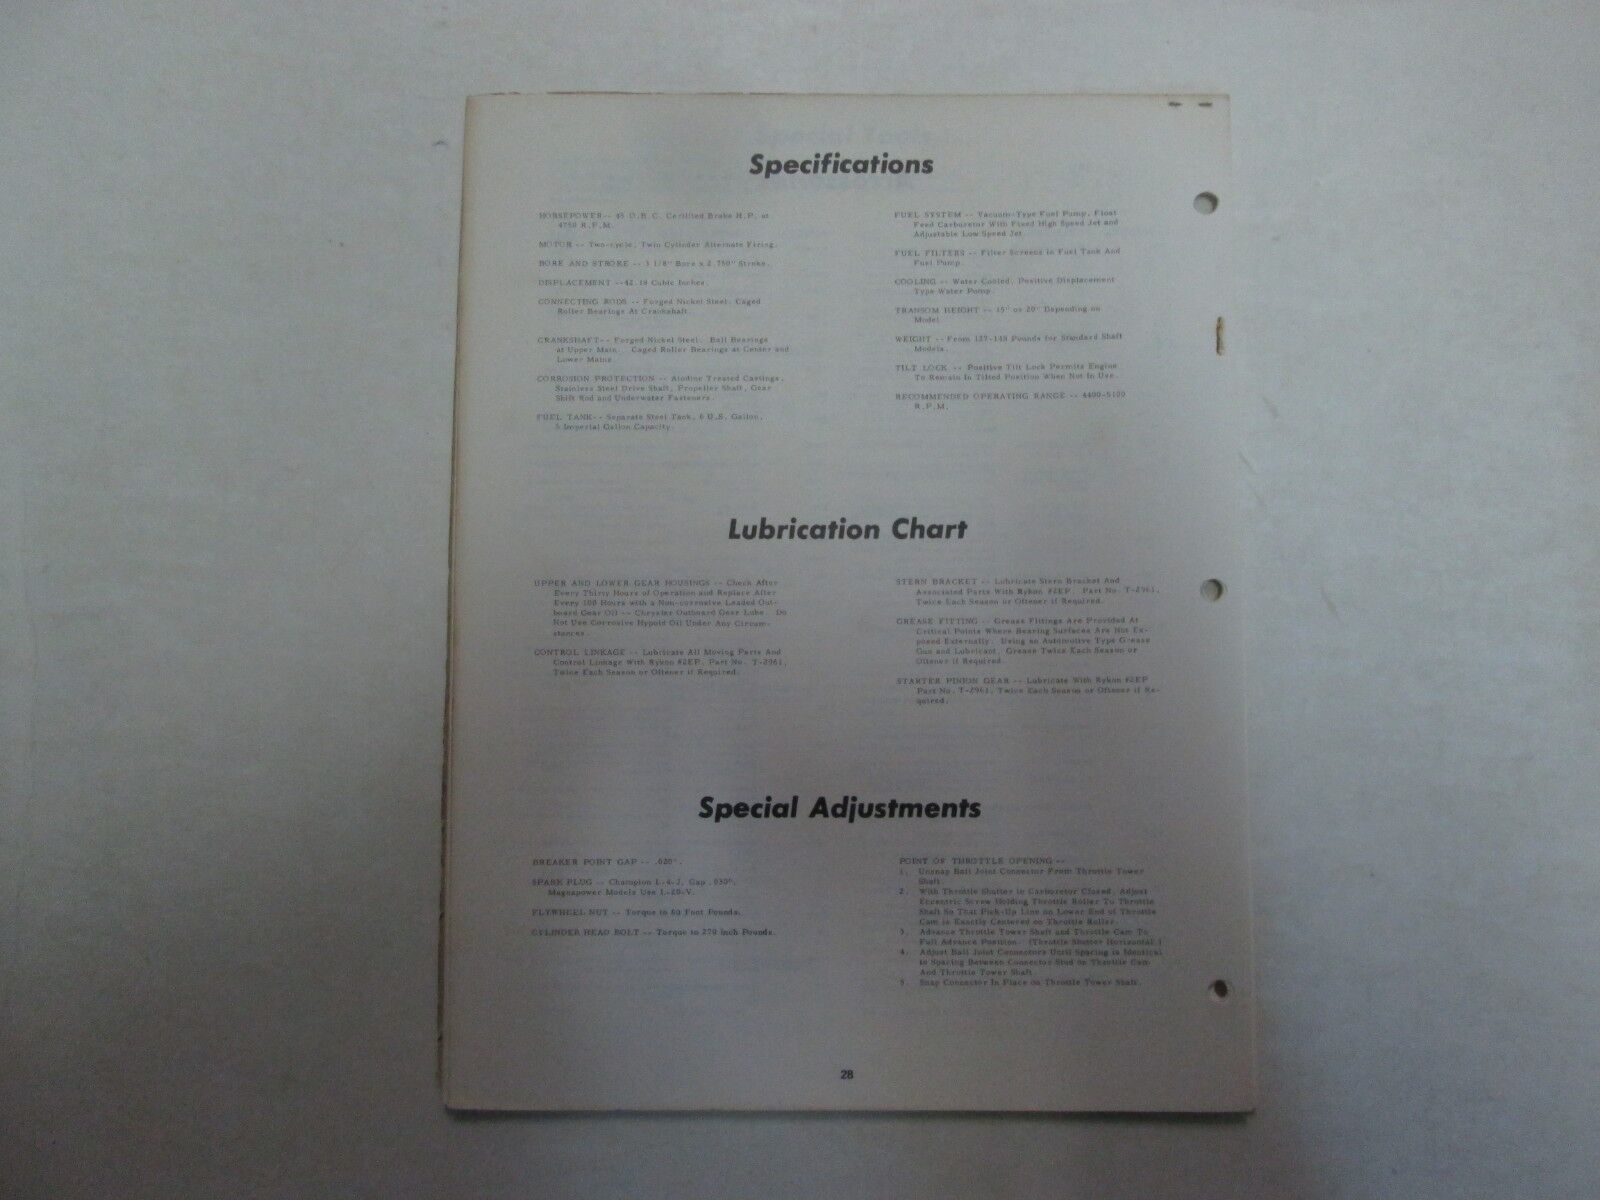 Specifications
HORSEPOWER-- 45 O.B.C. Certified Brake H.P. at
4750 R.P.M.
MOTOR -- Two-cycle, Twin Cylinder Alternate Firing.
BORE AND STROKE -- 3 1/8" Bore x 2.750" Stroke.
DISPLACEMENT --42.18 Cubic Inches.
CONNECTING RODS -- Forged Nickel Steel. Caged
Roller Bearings At Crankshaft.
CRANKSHAFT-- Forged Nickel Steel. Ball Bearings
at Upper Main. Caged Roller Bearings at Center and
Lower Mains.
CORROSION PROTECTION -- Alodine Treated Castings.
Stainless Steel Drive Shaft, Propeller Shaft, Gear
Shift Rod and Underwater Fasteners.
FUEL TANK-- Separate Steel Tank, 6 U.S. Gallon,
5 Imperial Gallon Capacity.
FUEL SYSTEM -- Vacuum-Type Fuel Pump, Float
Feed Carburetor With Fixed High Speed Jet and
Adjustable Low Speed Jet.
FUEL FILTERS -- Filter Screens in Fuel Tank And
Fuel Pump.
COOLING -- Water Cooled, Positive Displacement
Type Water Pump.
TRANSOM HEIGHT -- 15" or 20" Depending on
Model.
WEIGHT -- From Pounds for Standard Shaft
Models.
TILT LOCK -- Positive Tilt Lock Permits Engine
To Remain In Tilted Position When Not In Use.
RECOMMENDED OPERATING RANGE -- 4400-5100
R.P.M.
Lubrication Chart
UPPER AND LOWER GEAR HOUSINGS -- Check After
Every Thirty Hours of Operation and Replace After
Every 100 Hours with a Non-corrosive Leaded Out-
board Gear Oil -- Chrysler Outboard Gear Lube. Do
Not Use Corrosive Hypoid Oil Under Any Circum-
stances.
CONTROL LINKAGE -- Lubricate All Moving Parts And
Control Linkage With Rykon #2EP, Part No. T-2961,
Twice Each Season or Oftener if Required.
STERN BRACKET -- Lubricate Stern Bracket And
Associated Parts With Rykon #2EP, Part No. T-2961,
Twice Each Season or Oftener if Required.
GREASE FITTING -- Grease Fittings Are Provided At
Critical Points Where Bearing Surfaces Are Not Ex-
posed Externally. Using an Automotive Type Grease
Gun and Lubricant, Grease Twice Each Season or
Oftener if Required.
STARTER PINION GEAR -- Lubricate With Rykon #2EP
Part No. T-2961, Twice Each Season or Oftener if Re-
quired.
Special Adjustments
BREAKER POINT GAP -- .020".
SPARK PLUG -- Champion L-4-J, Gap .030".
Magnapower Models Use L-20-V.
FLYWHEEL NUT -- Torque to 80 Foot Pounds.
CYLINDER HEAD BOLT -- Torque to 270 Inch Pounds.
POINT OF THROTTLE OPENING --
1. Unsnap Ball Joint Connector From Throttle Tower
Shaft.
2. With Throttle Shutter in Carburetor Closed, Adjust
Eccentric Screw Holding Throttle Roller To Throttle
Shaft So That Pick-Up Line on Lower End of Throttle
Cam is Exactly Centered on Throttle Roller.
3. Advance Throttle Tower Shaft and Throttle Cam To
Full Advance Position. (Throttle Shutter Horizontal.)
4. Adjust Ball Joint Connectors Until Spacing is Identical
to Spacing Between Connector Stud on Throttle Cam
And Throttle Tower Shaft.
5. Snap Connector In Place on Throttle Tower Shaft.
28